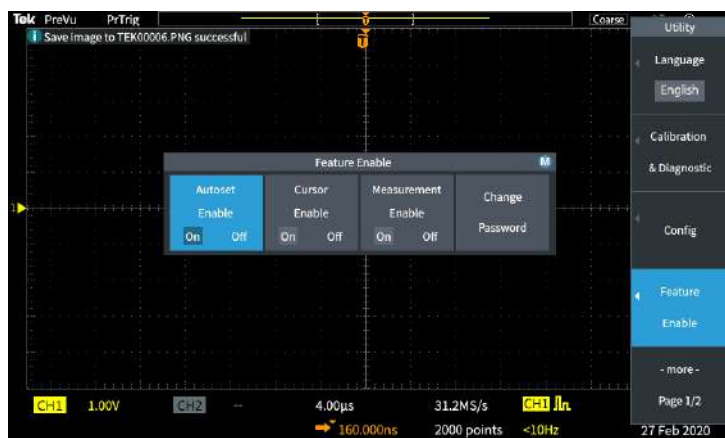 Tek PreVu PrTrig Coarse
i Save image to TEK00006.PNG successful
T
T
Utility
Language
English
Calibration
& Diagnostic
Config
Feature
Enable
- more -
Page 1/2
Feature Enable M
Autoset
Enable
On Off
Cursor
Enable
On Off
Measurement
Enable
On Off
Change
Password
1
CH1 1.00V CH2 -- 4.00µs 31.2MS/s CH1
160.000ns 2000 points <10Hz
27 Feb 2020